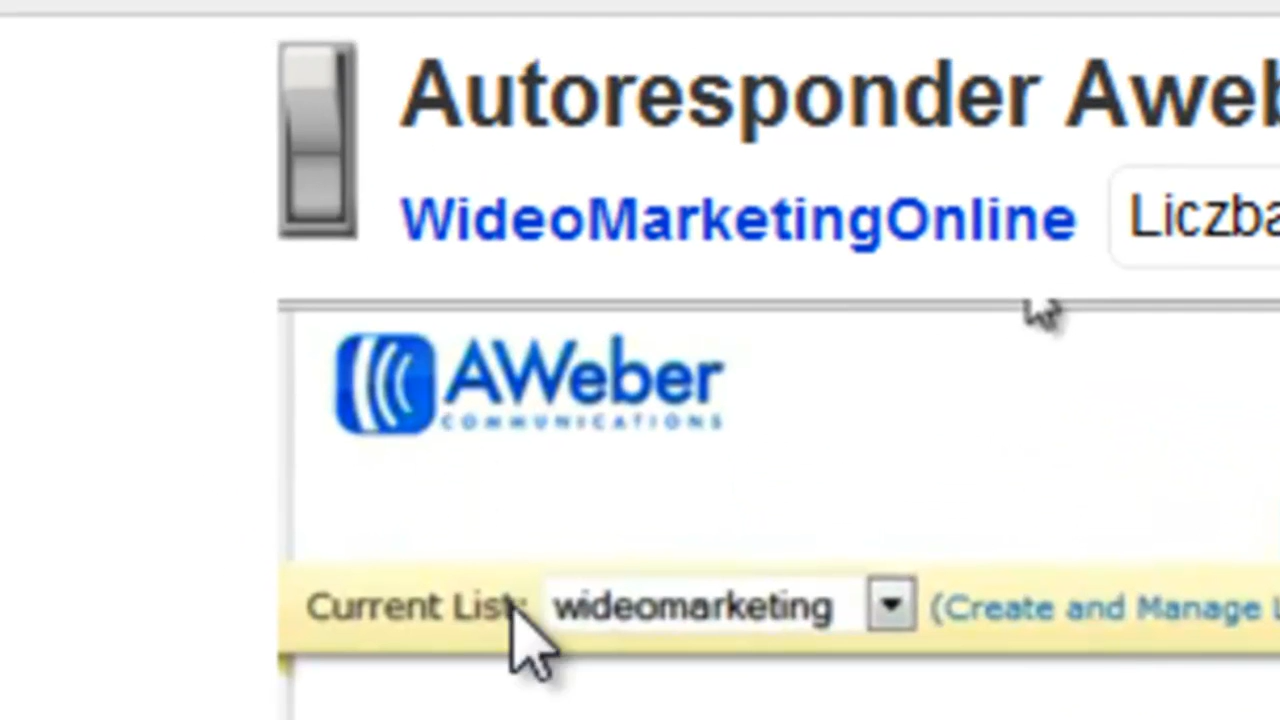 Autoresponder Aweb
WideoMarketingOnline Liczba
AWeber
COMMUNICATIONS
Current List: wideomarketing (Create and Manage L